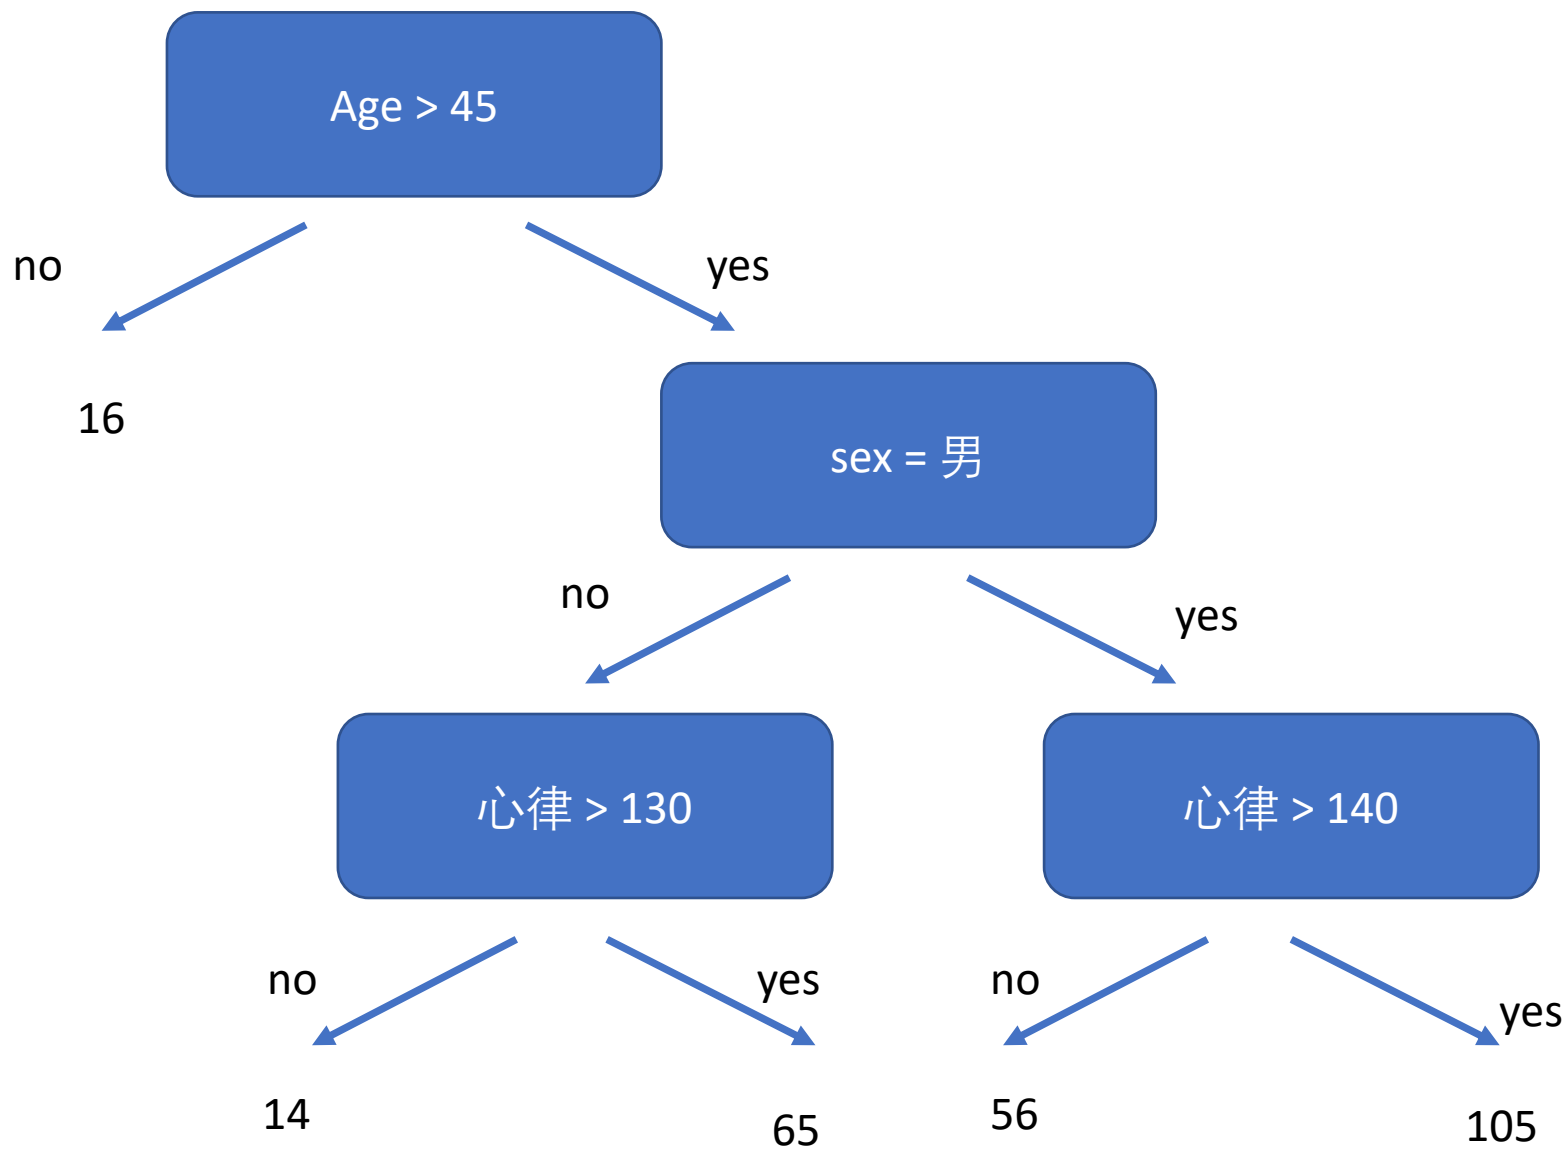 Age > 45
no
yes
16
sex = 男
no
yes
心律 > 130
心律 > 140
no
yes
no
yes
14
65
56
105